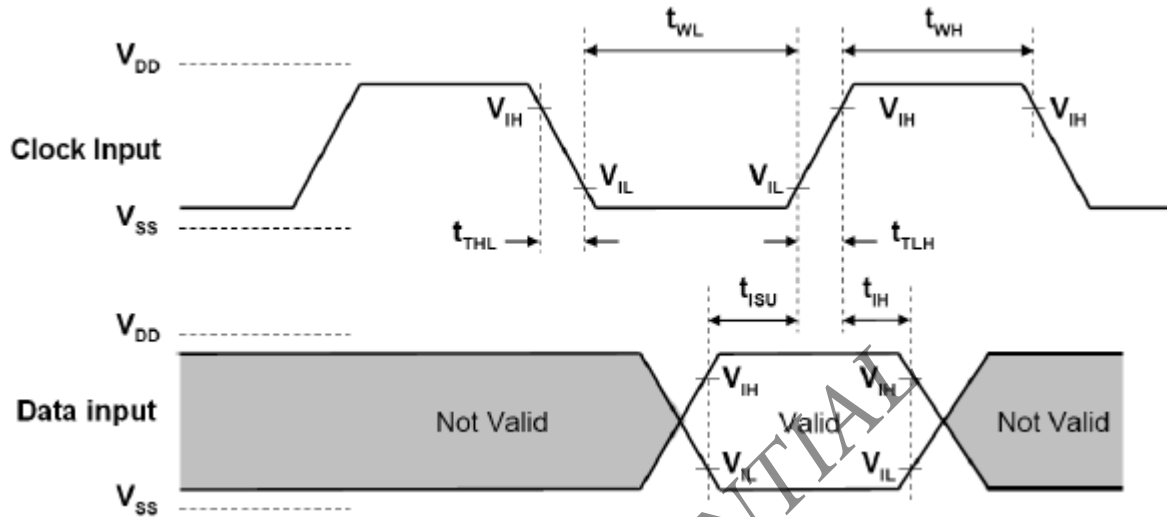 t_WL t_WH
V_DD
V_IH V_IH V_IH
Clock Input
V_IL V_IL
V_SS
t_THL t_TLH
t_ISU t_IH
V_DD
V_IH V_IH
Data input Not Valid Valid Not Valid
V_IL V_IL
V_SS
NTIAL